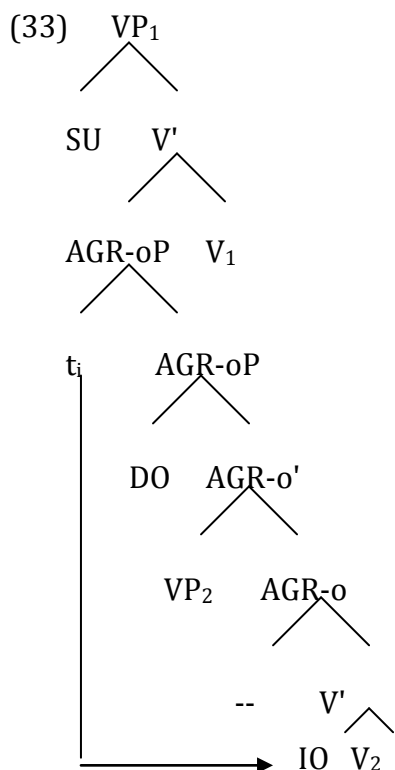 (33) VP₁
SU V'
AGR-oP V₁
tᵢ AGR-oP
DO AGR-o'
VP₂ AGR-o
-- V'
IO V₂